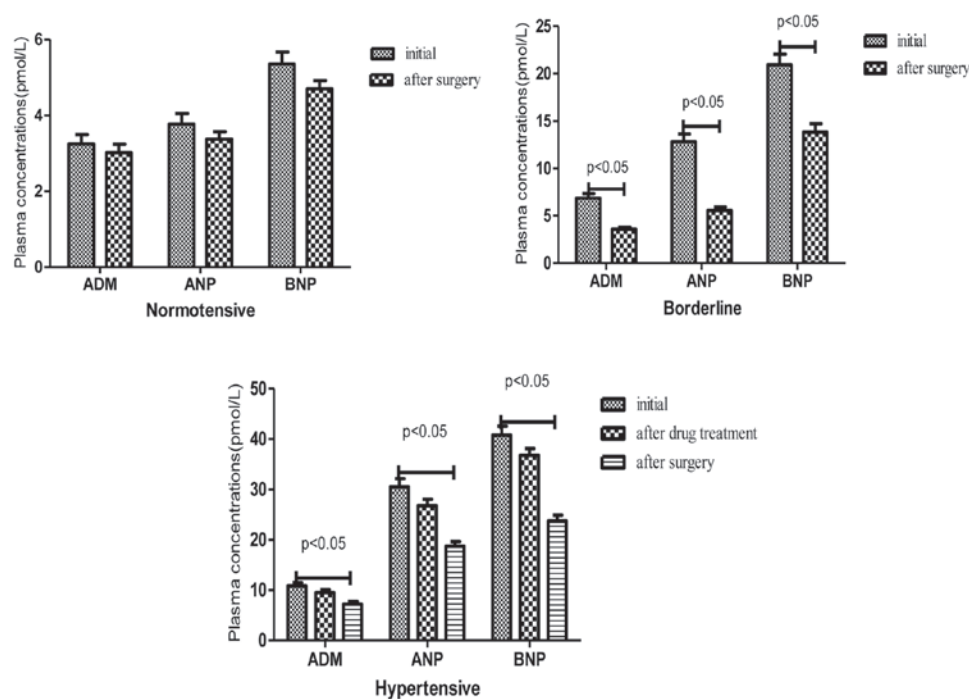 Plasma concentrations(pmol/L)
6
4
2
0
ADM
ANP
BNP
Normotensive
initial
after surgery
Plasma concentrations(pmol/L)
25
20
15
10
5
0
p<0.05
p<0.05
p<0.05
ADM
ANP
BNP
Borderline
initial
after surgery
Plasma concentrations(pmol/L)
50
40
30
20
10
0
p<0.05
p<0.05
p<0.05
ADM
ANP
BNP
Hypertensive
initial
after drug treatment
after surgery